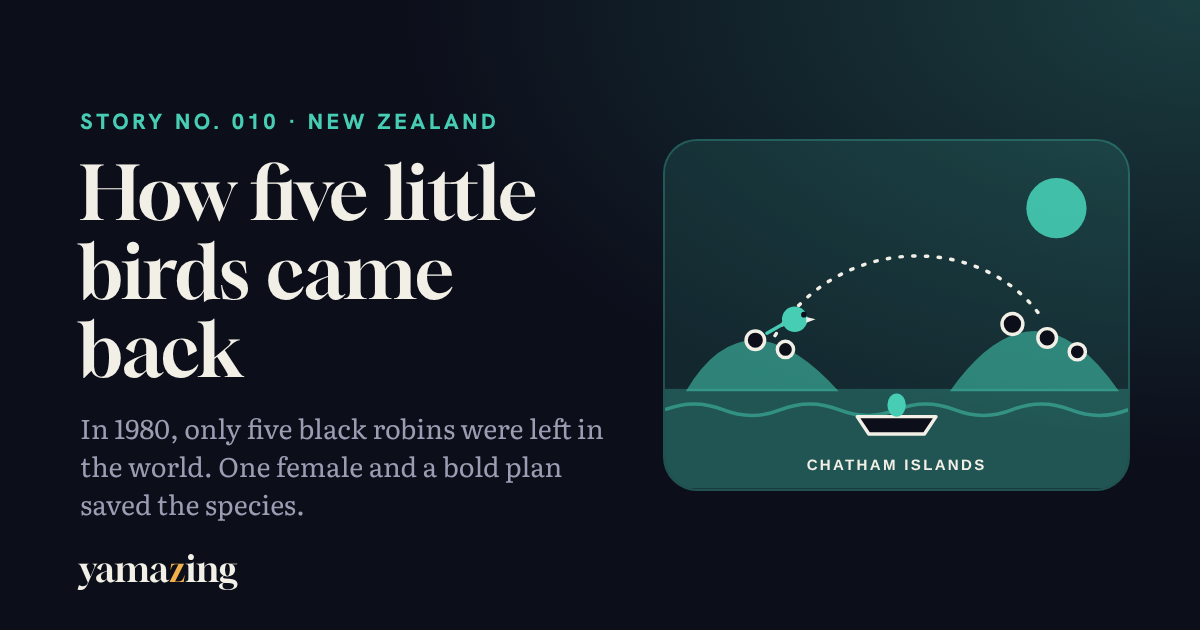 STORY NO. 010 · NEW ZEALAND
How five little
birds came
back
In 1980, only five black robins were left in
the world. One female and a bold plan
saved the species.
yamazing
CHATHAM ISLANDS